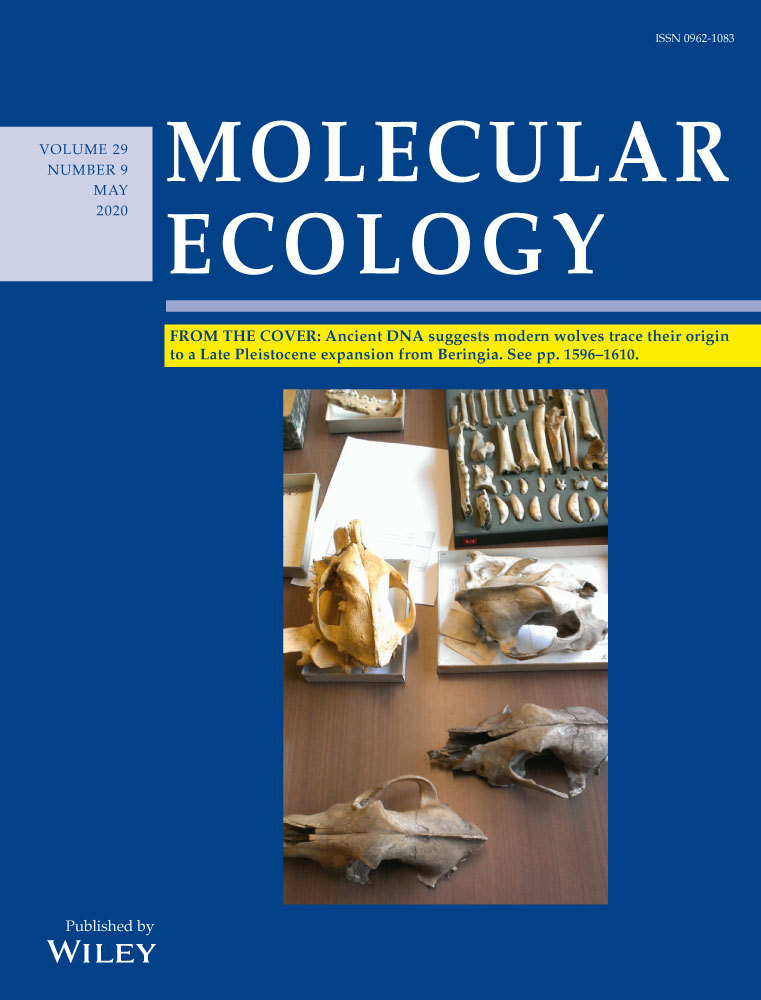 ISSN 0962-1083
VOLUME 29
NUMBER 9
MAY
2020
MOLECULAR
ECOLOGY
FROM THE COVER: Ancient DNA suggests modern wolves trace their origin
to a Late Pleistocene expansion from Beringia. See pp. 1596–1610.
Published by
WILEY